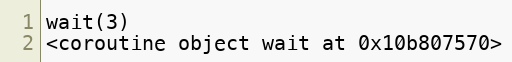 1 wait(3)
2 <coroutine object wait at 0x10b807570>